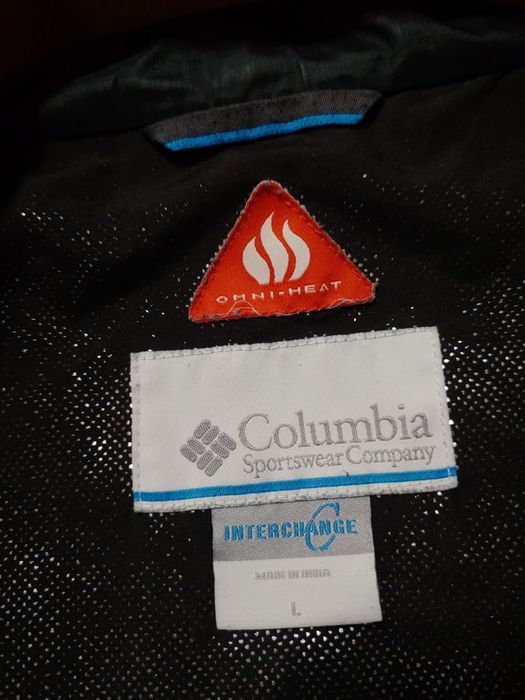 OMNI-HEAT
Columbia
Sportswear Company
INTERCHANGE
MADE IN INDIA
L